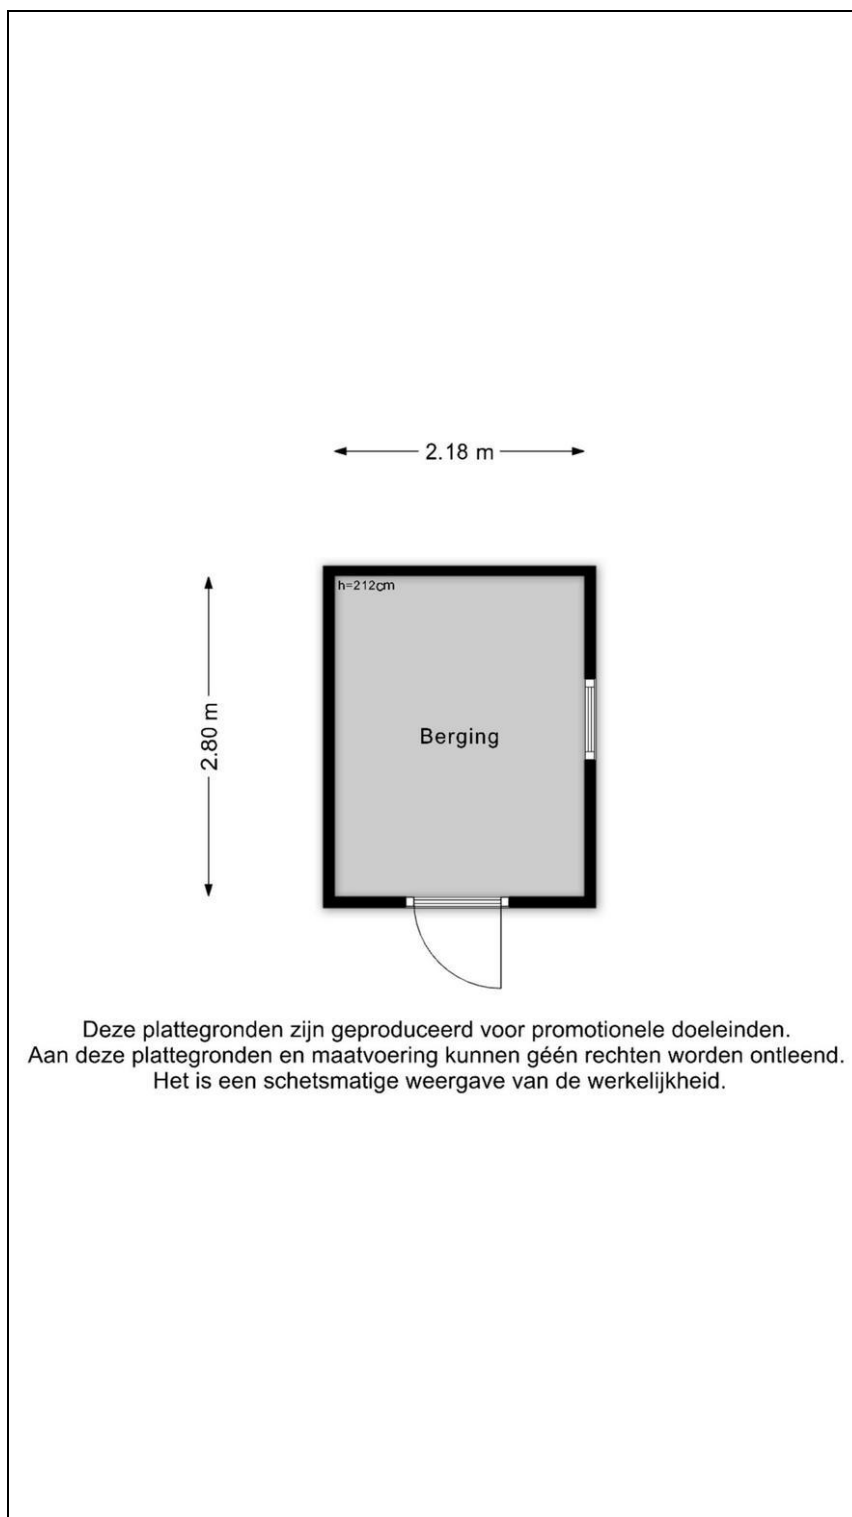 2.18 m
h=212cm
2.80 m
Berging
Deze plattegronden zijn geproduceerd voor promotionele doeleinden.
Aan deze plattegronden en maatvoering kunnen géén rechten worden ontleend.
Het is een schetsmatige weergave van de werkelijkheid.